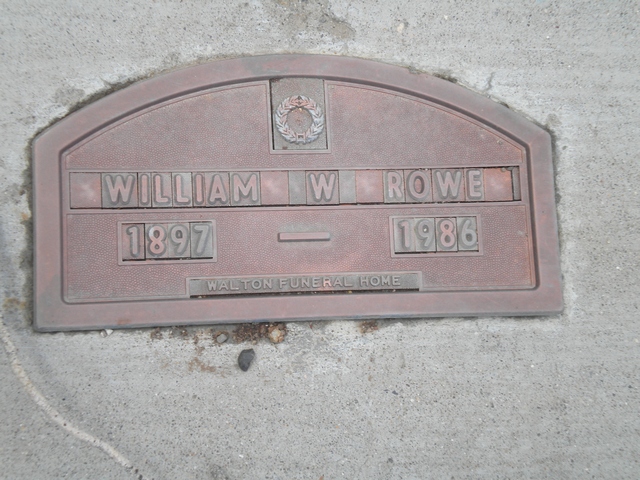 WILLIAM W ROWE
1897 — 1986
WALTON FUNERAL HOME